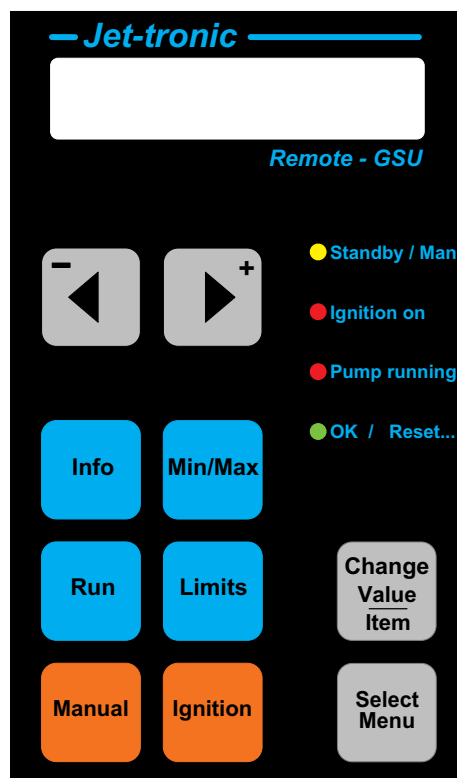 Jet-tronic
Remote - GSU
- +
Standby / Man
Ignition on
Pump running
OK / Reset...
Info Min/Max
Run Limits
Change
Value
Item
Manual Ignition
Select
Menu